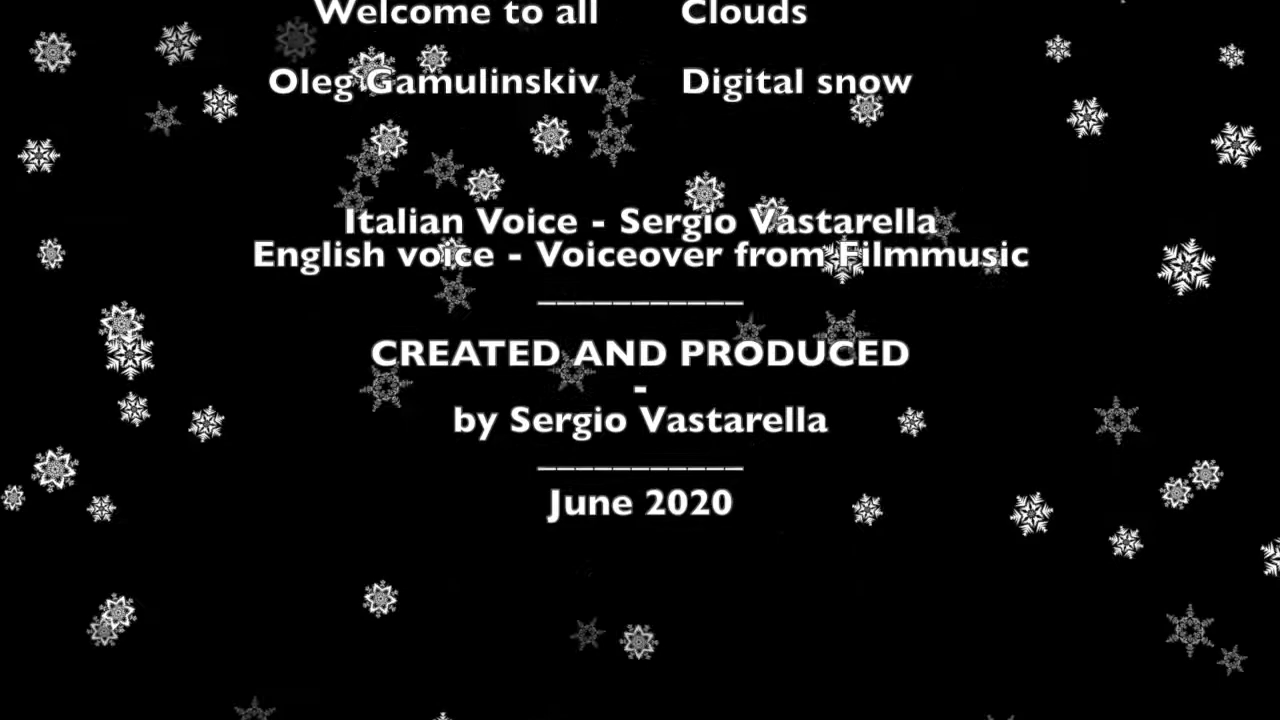 Welcome to all Clouds
Oleg Gamulinskiv Digital snow
Italian Voice - Sergio Vastarella
English voice - Voiceover from Filmmusic
___________
CREATED AND PRODUCED
-
by Sergio Vastarella
___________
June 2020